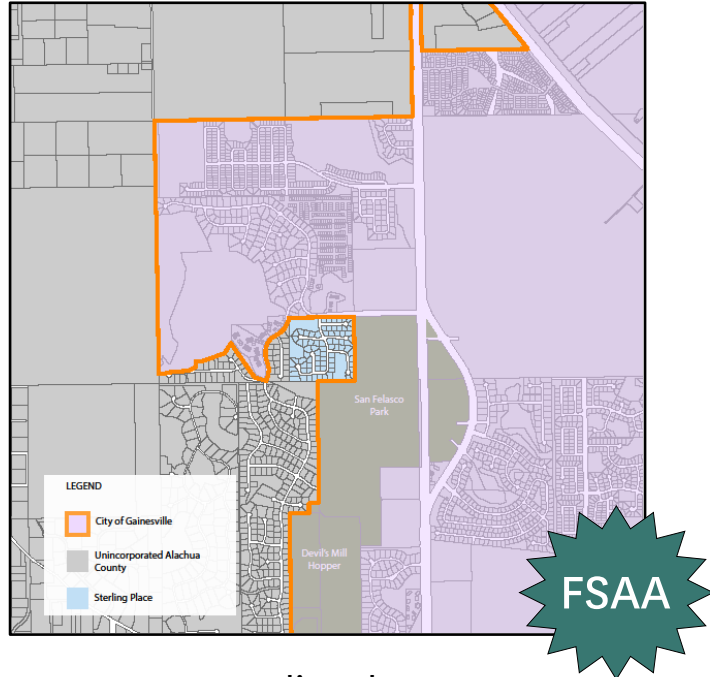 San Felasco
Park
Devil's Mill
Hopper
LEGEND
City of Gainesville
Unincorporated Alachua
County
Sterling Place
FSAA